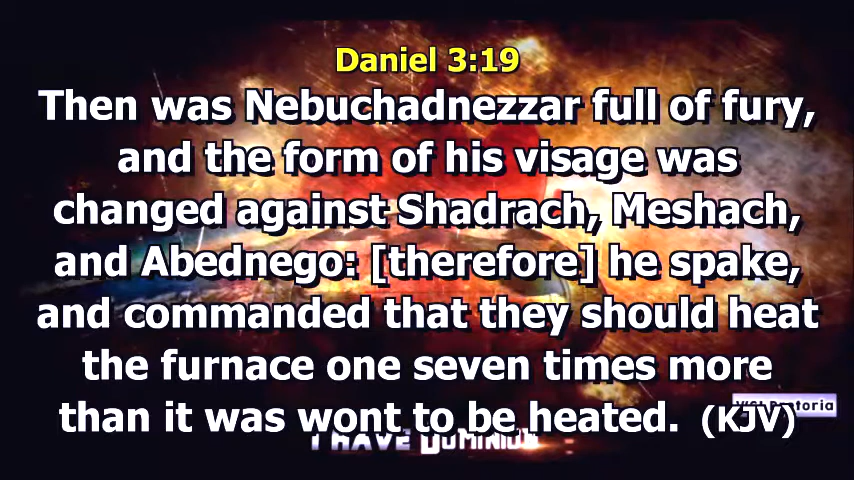 Daniel 3:19
Then was Nebuchadnezzar full of fury,
and the form of his visage was
changed against Shadrach, Meshach,
and Abednego: [therefore] he spake,
and commanded that they should heat
the furnace one seven times more
than it was wont to be heated. (KJV)
I HAVE DOMINION